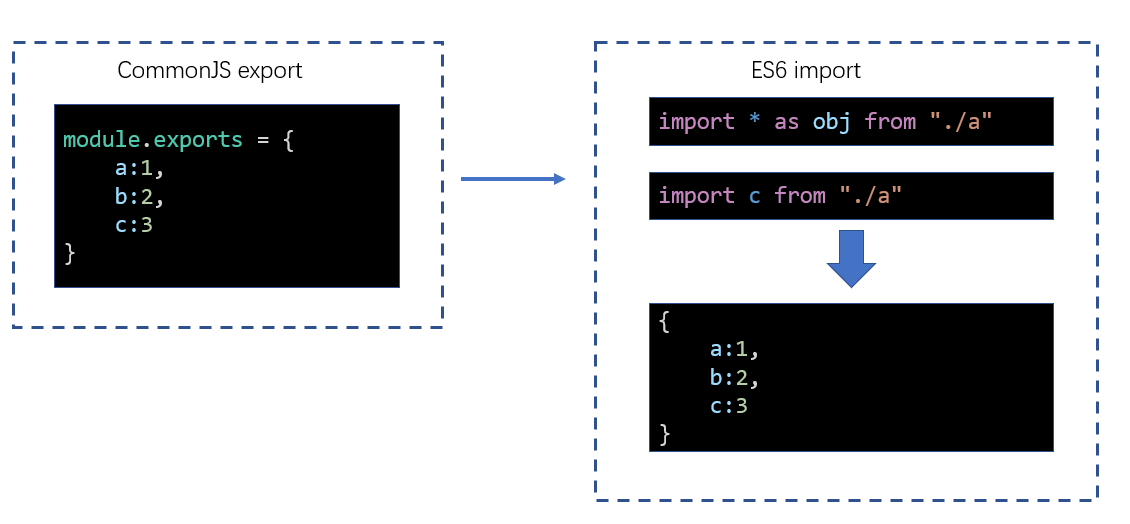 CommonJS export
module.exports = {
    a:1,
    b:2,
    c:3
}
ES6 import
import * as obj from "./a"
import c from "./a"
{
    a:1,
    b:2,
    c:3
}